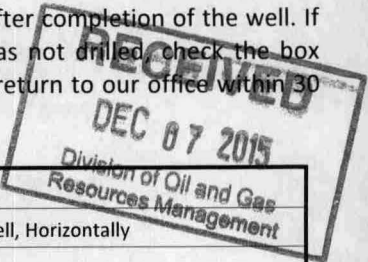 fter completion of the well. If
as not drilled, check the box
return to our office within 30
RECEIVED
DEC 07 2015
Division of Oil and Gas
Resources Management
ell, Horizontally